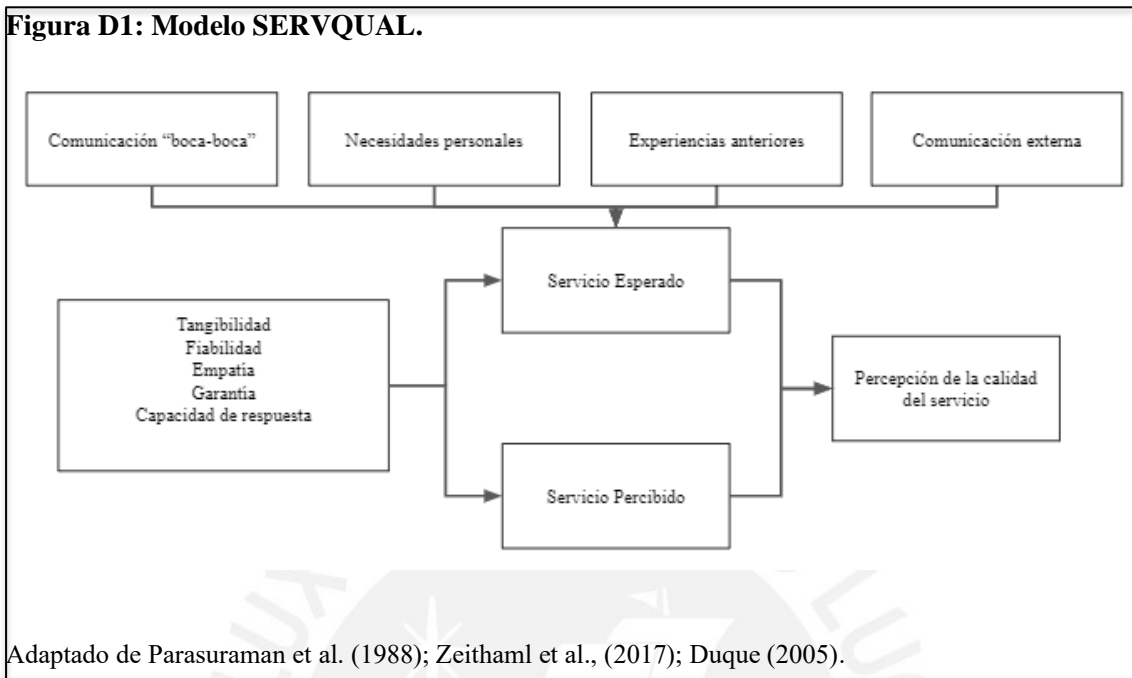 Figura D1: Modelo SERVQUAL.
Comunicación “boca-boca”
Necesidades personales
Experiencias anteriores
Comunicación externa
Servicio Esperado
Tangibilidad
Fiabilidad
Empatía
Garantía
Capacidad de respuesta
Percepción de la calidad
del servicio
Servicio Percibido
LUX
LUC
Adaptado de Parasuraman et al. (1988); Zeithaml et al., (2017); Duque (2005).